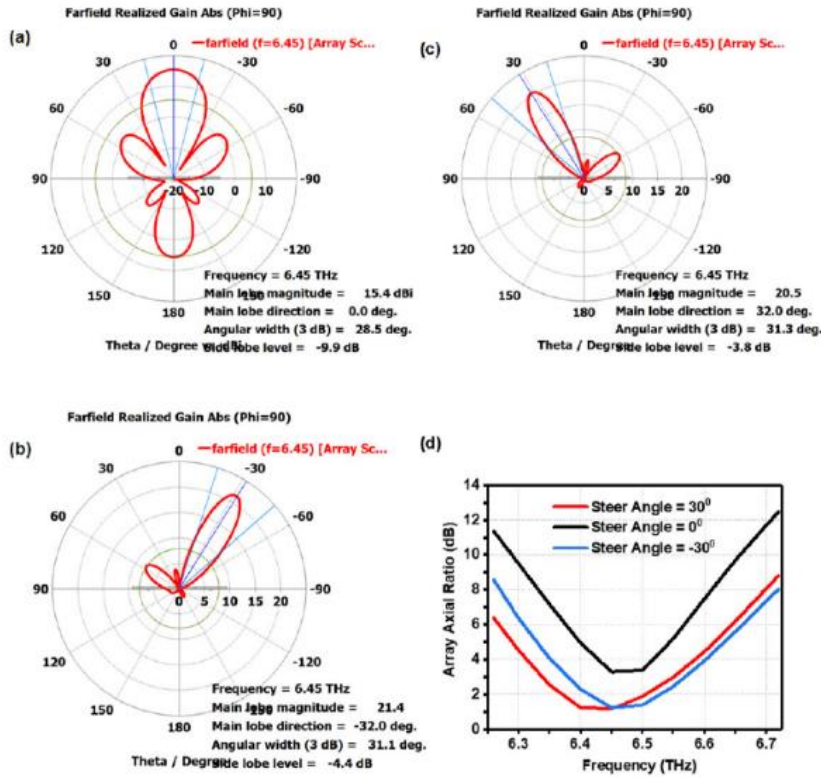 Farfield Realized Gain Abs (Phi=90)
(a)
0
farfield (f=6.45) [Array Sc...
30
-30
60
-60
90
-90
-20 -10 0 10
120
-120
150
-150
180
Frequency = 6.45 THz
Main lobe magnitude = 15.4 dBi
Main lobe direction = 0.0 deg.
Angular width (3 dB) = 28.5 deg.
Side lobe level = -9.9 dB
Theta / Degree
Farfield Realized Gain Abs (Phi=90)
(c)
0
farfield (f=6.45) [Array Sc...
30
-30
60
-60
90
-90
0 5 10 15 20
120
-120
150
-150
180
Frequency = 6.45 THz
Main lobe magnitude = 20.5
Main lobe direction = 32.0 deg.
Angular width (3 dB) = 31.3 deg.
Side lobe level = -3.8 dB
Theta / Degree
Farfield Realized Gain Abs (Phi=90)
(b)
0
farfield (f=6.45) [Array Sc...
30
-30
60
-60
90
-90
0 5 10 15 20
120
-120
150
-150
180
Frequency = 6.45 THz
Main lobe magnitude = 21.4
Main lobe direction = -32.0 deg.
Angular width (3 dB) = 31.1 deg.
Side lobe level = -4.4 dB
Theta / Degree
(d)
Array Axial Ratio (dB)
14
12
10
8
6
4
2
0
Steer Angle = 30⁰
Steer Angle = 0⁰
Steer Angle = -30⁰
6.3 6.4 6.5 6.6 6.7
Frequency (THz)